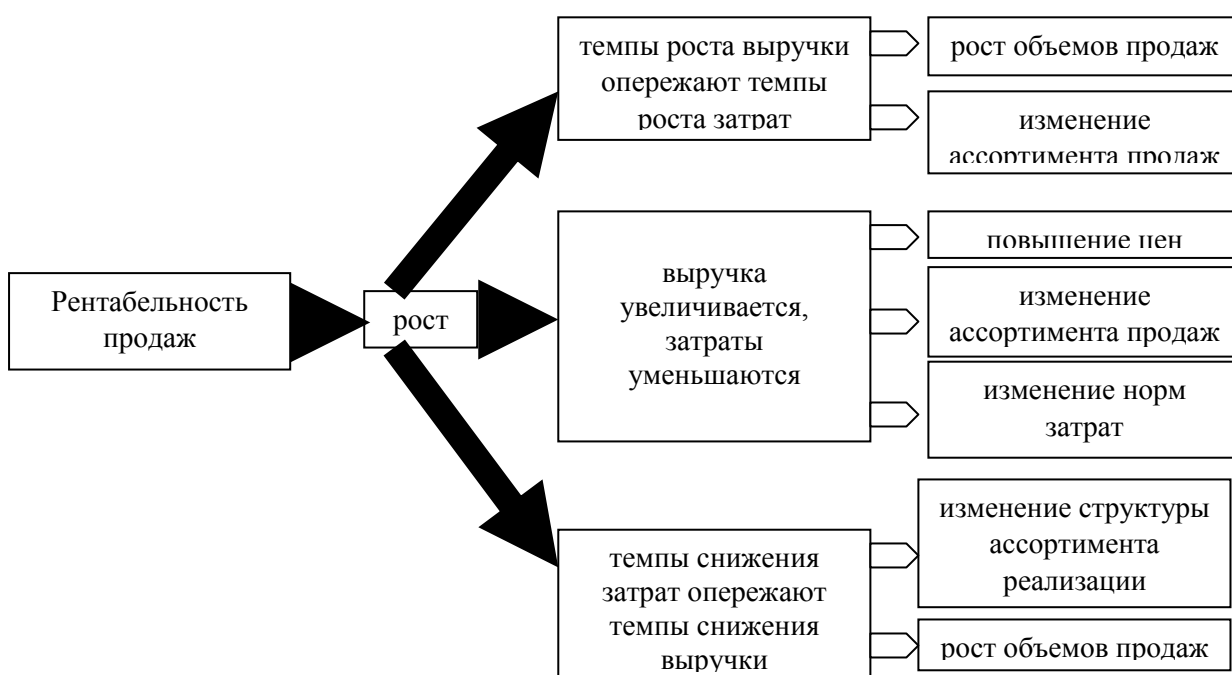 Рентабельность
продаж
рост
темпы роста выручки
опережают темпы
роста затрат
рост объемов продаж
изменение
ассортимента продаж
выручка
увеличивается,
затраты
уменьшаются
повышение цен
изменение
ассортимента продаж
изменение норм
затрат
темпы снижения
затрат опережают
темпы снижения
выручки
изменение структуры
ассортимента
реализации
рост объемов продаж